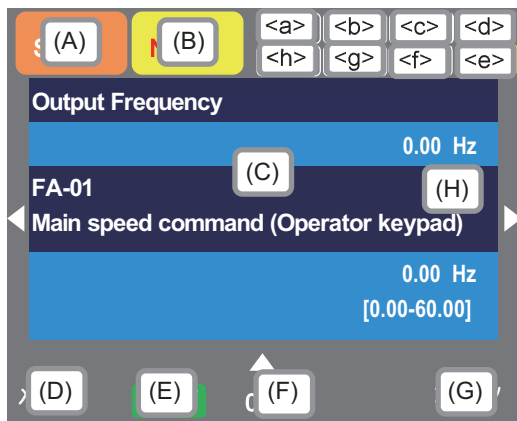 (A) (B) <a> <b> <c> <d>
<h> <g> <f> <e>
Output Frequency
0.00 Hz
(C)
FA-01 (H)
Main speed command (Operator keypad)
0.00 Hz
[0.00-60.00]
(D) (E) (F) (G)